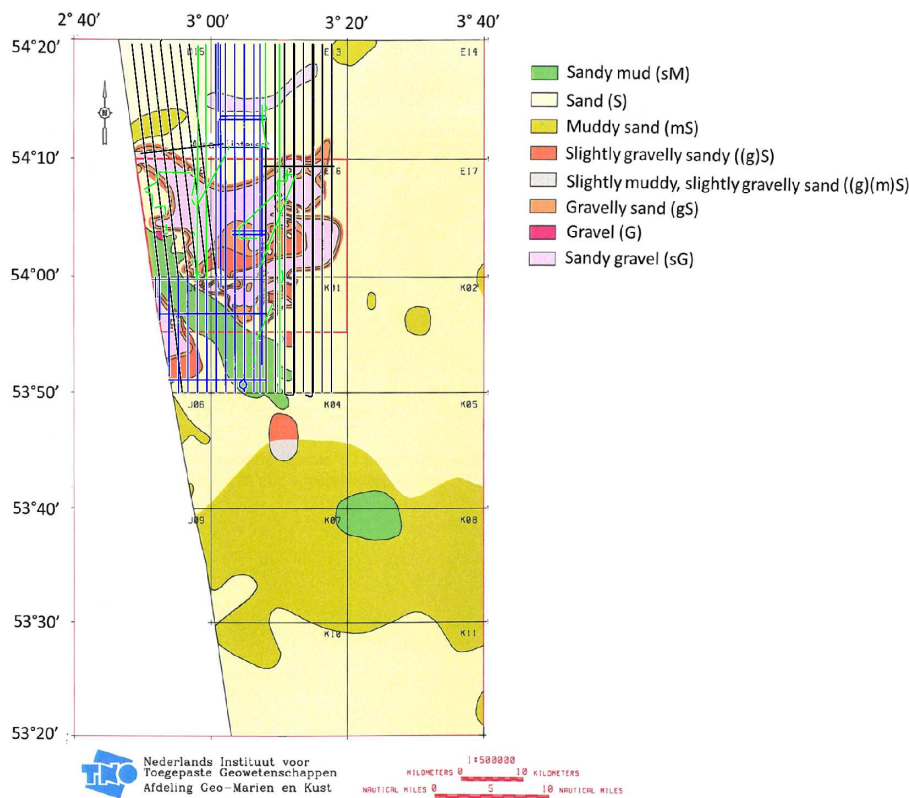 2° 40' 3° 00' 3° 20' 3° 40'
54°20'
E13 E14
54°10'
E16 E17
54°00'
K01 K02
53°50'
J06 K04 K05
53°40'
J09 K07 K08
53°30'
K10 K11
53°20'
Sandy mud (sM)
Sand (S)
Muddy sand (mS)
Slightly gravelly sandy ((g)S)
Slightly muddy, slightly gravelly sand ((g)(m)S)
Gravelly sand (gS)
Gravel (G)
Sandy gravel (sG)
N
TNO
Nederlands Instituut voor
Toegepaste Geowetenschappen
Afdeling Geo-Marien en Kust
1:500000
KILOMETERS 0 10 KILOMETERS
NAUTICAL MILES 0 5 10 NAUTICAL MILES